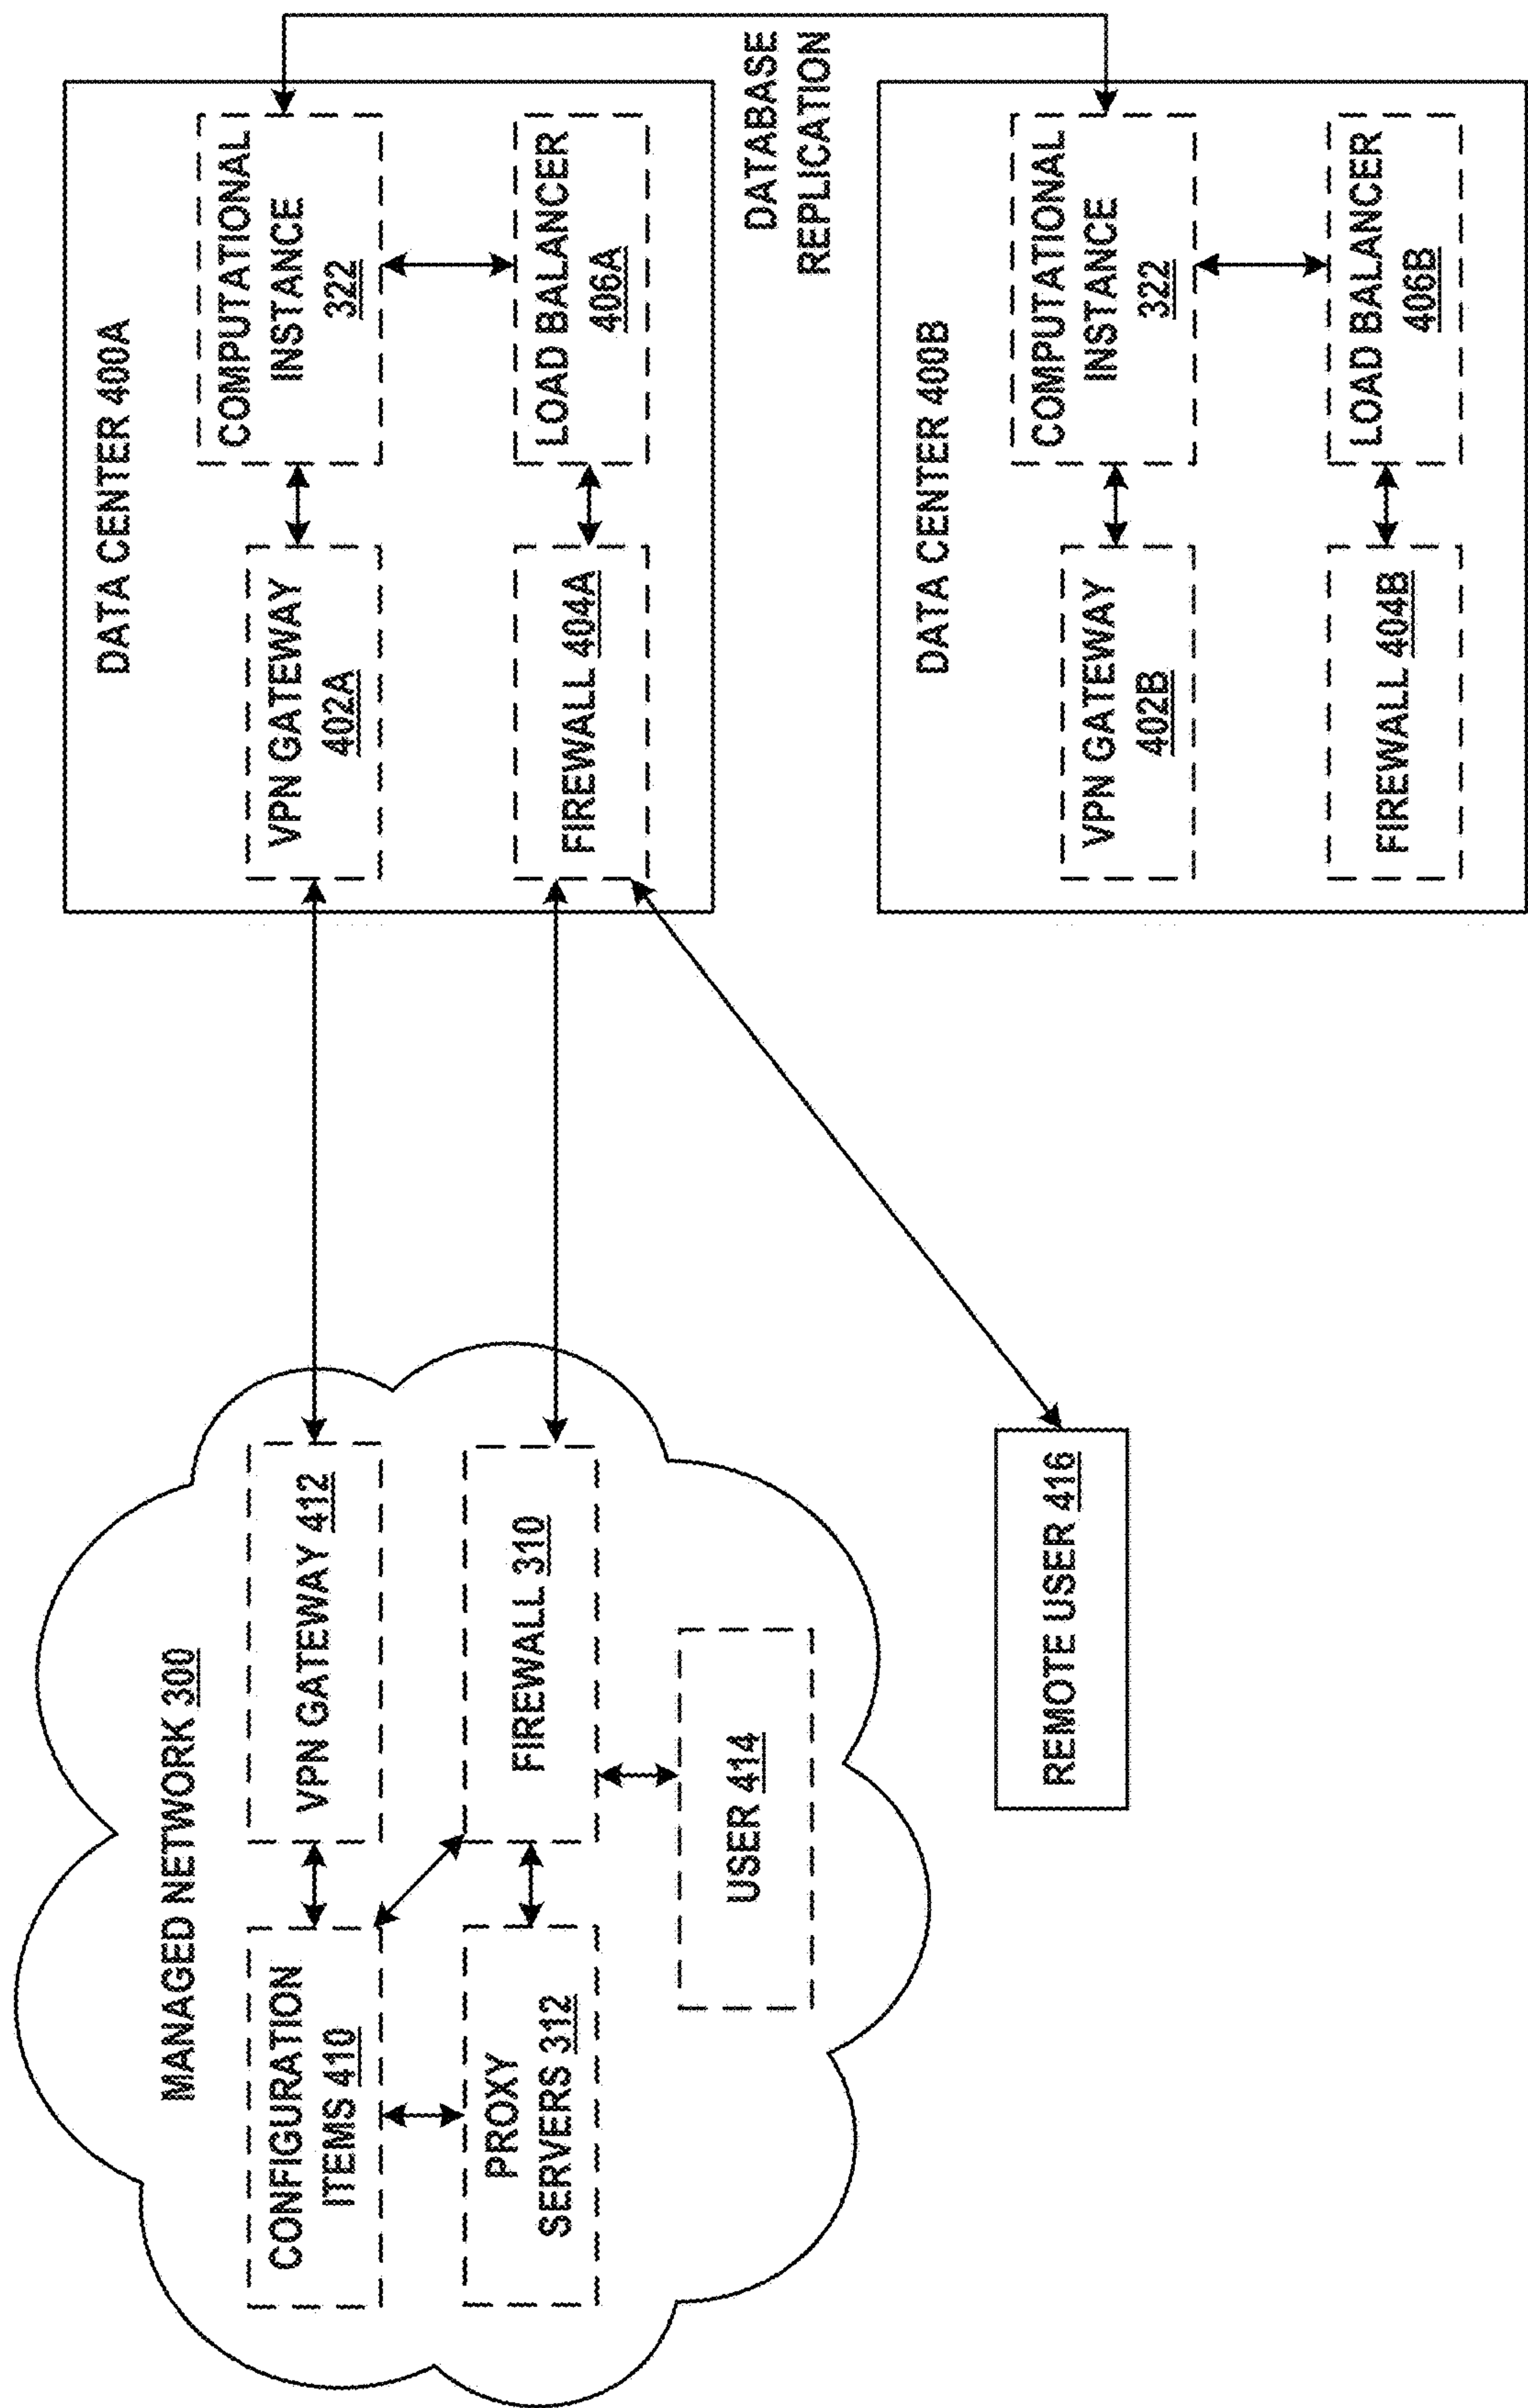 MANAGED NETWORK 300
CONFIGURATION
ITEMS 410
VPN GATEWAY 412
PROXY
SERVERS 312
FIREWALL 310
USER 414
REMOTE USER 416
DATA CENTER 400A
VPN GATEWAY
402A
COMPUTATIONAL
INSTANCE
322
FIREWALL 404A
LOAD BALANCER
406A
DATABASE
REPLICATION
DATA CENTER 400B
VPN GATEWAY
402B
COMPUTATIONAL
INSTANCE
322
FIREWALL 404B
LOAD BALANCER
406B